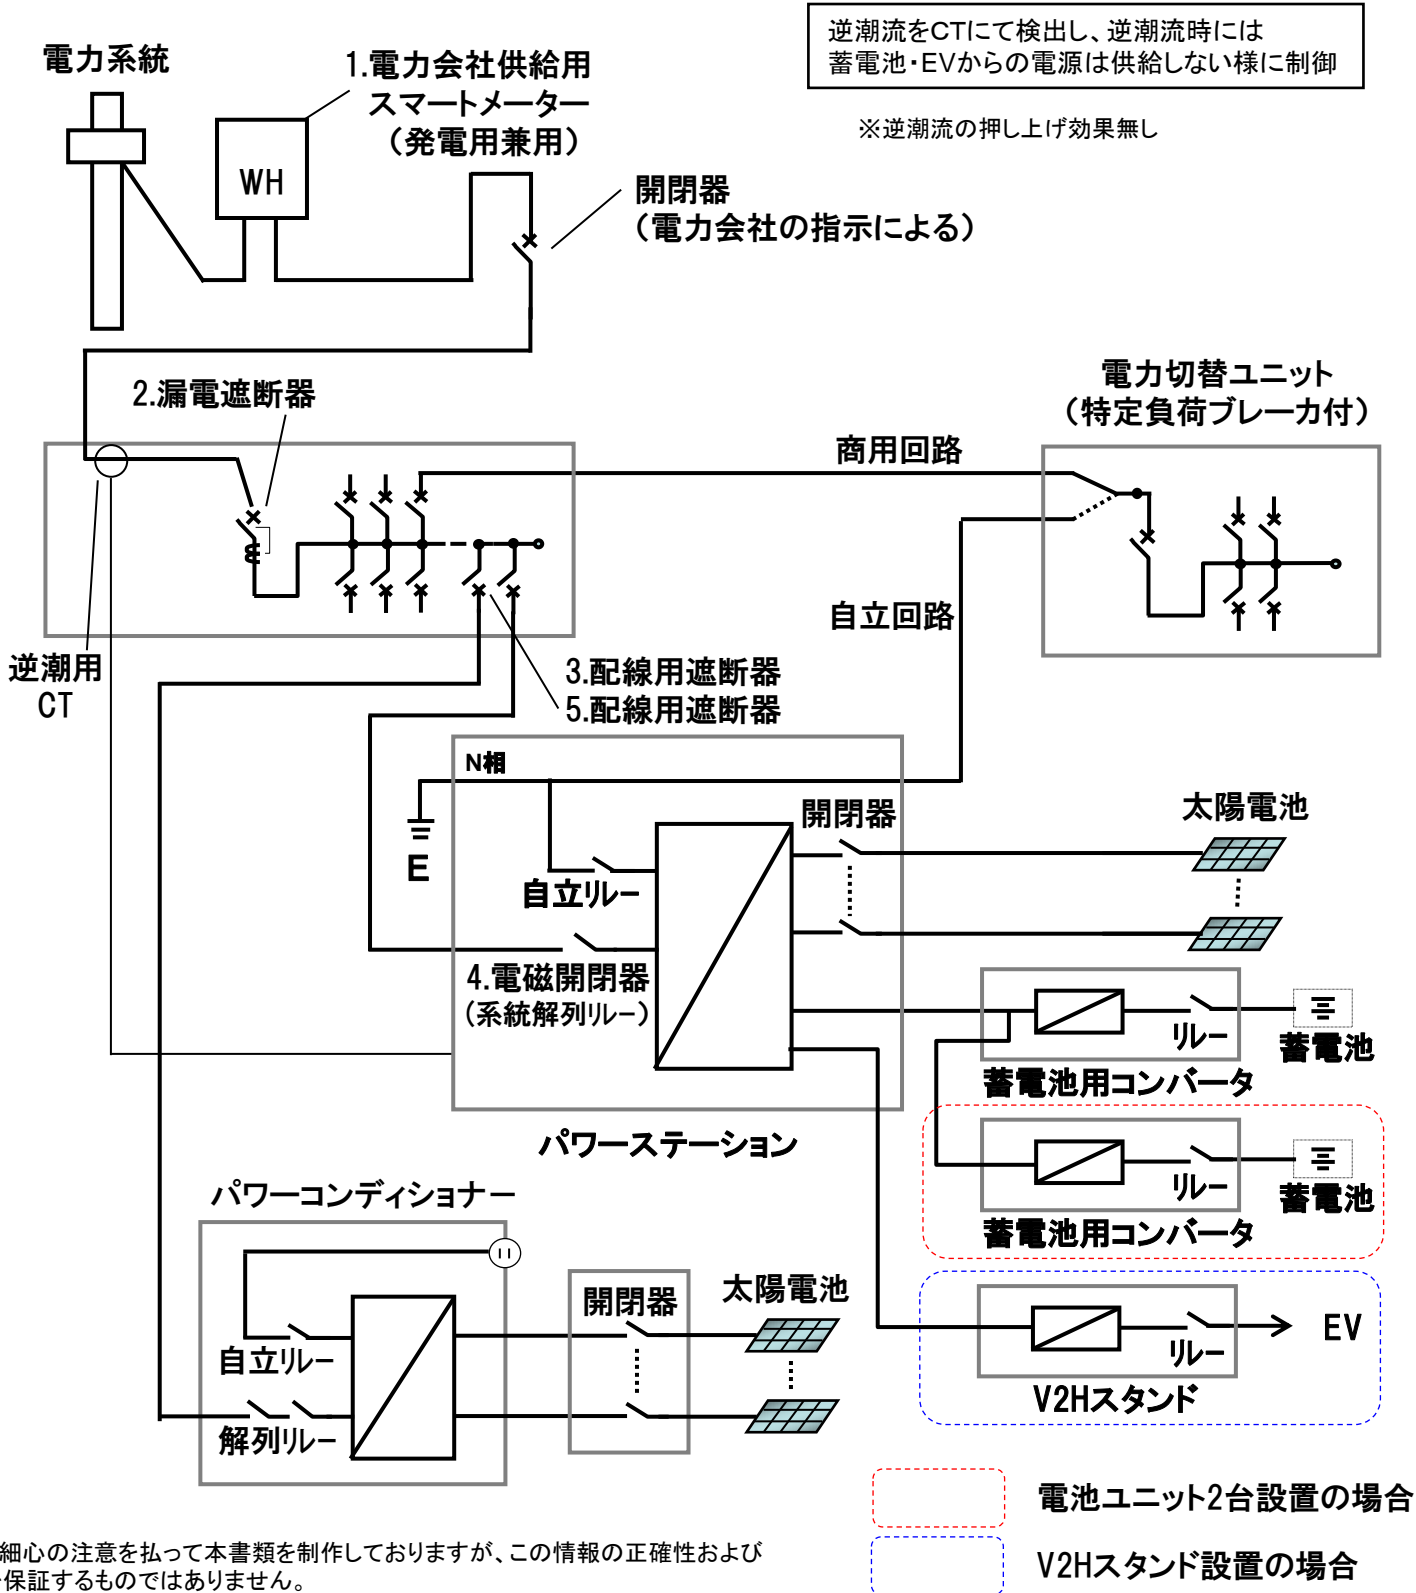 逆潮流をCTにて検出し、逆潮流時には
蓄電池・EVからの電源は供給しない様に制御
※逆潮流の押し上げ効果無し
電力系統
1.電力会社供給用
スマートメーター
（発電用兼用）
WH
開閉器
（電力会社の指示による）
2.漏電遮断器
電力切替ユニット
（特定負荷ブレーカ付）
商用回路
自立回路
逆潮用
CT
3.配線用遮断器
5.配線用遮断器
N相
E
自立リレー
開閉器
太陽電池
4.電磁開閉器
（系統解列リレー）
リレー
蓄電池
蓄電池用コンバータ
パワーステーション
リレー
蓄電池
蓄電池用コンバータ
パワーコンディショナー
開閉器
太陽電池
自立リレー
解列リレー
EV
リレー
V2Hスタンド
電池ユニット2台設置の場合
V2Hスタンド設置の場合
細心の注意を払って本書類を制作しておりますが、この情報の正確性および
保証するものではありません。